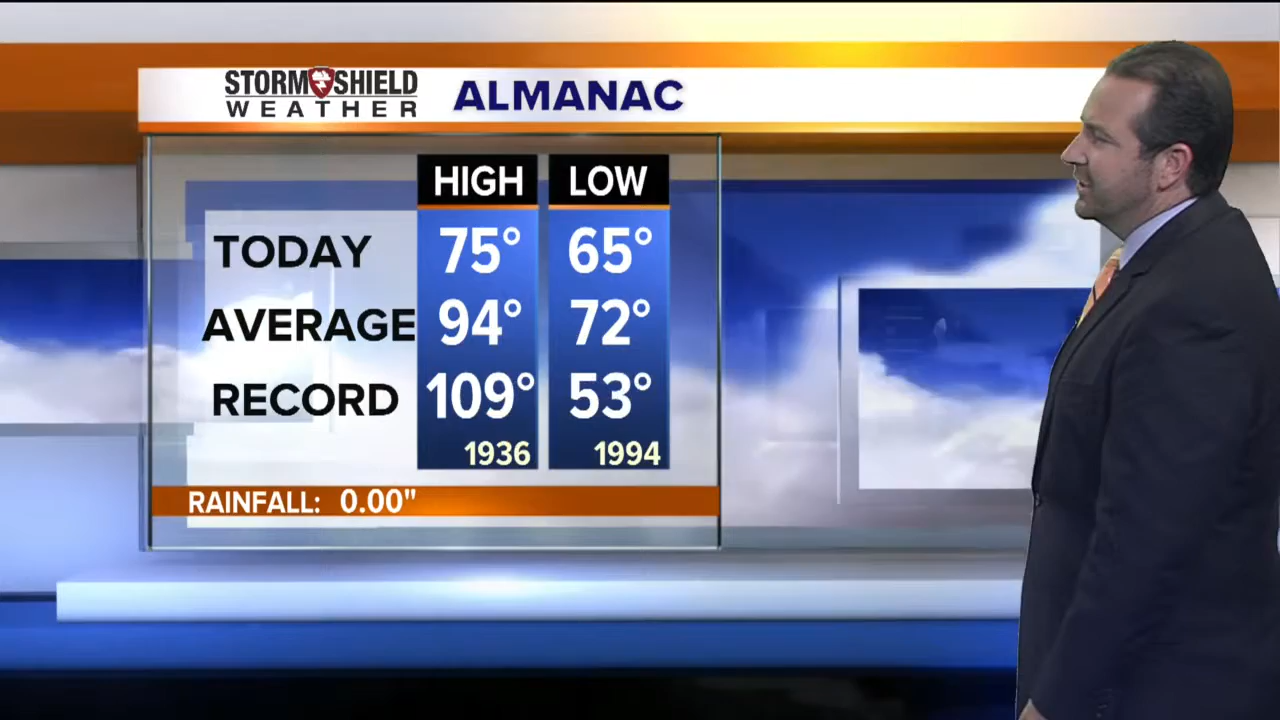 STORM SHIELD
WEATHER
ALMANAC
HIGH LOW
TODAY 75° 65°
AVERAGE 94° 72°
RECORD 109° 53°
1936 1994
RAINFALL: 0.00"